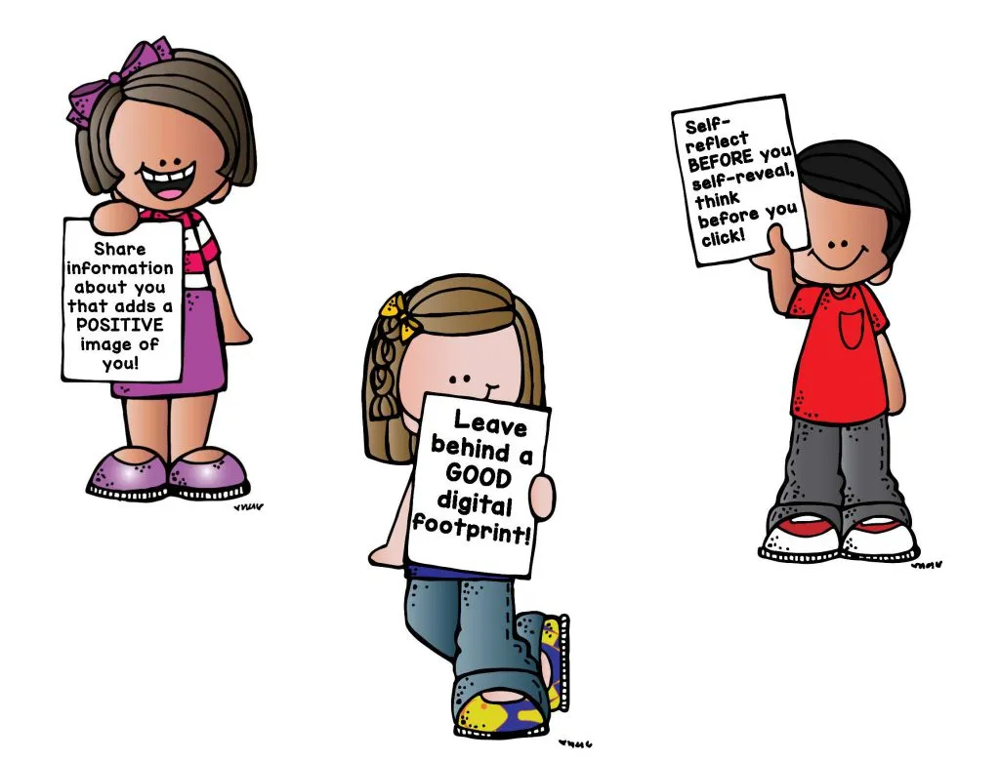 Share
information
about you
that adds a
POSITIVE
image of
you!
Leave
behind a
GOOD
digital
footprint!
Self-
reflect
BEFORE you
self-reveal,
think
before you
click!